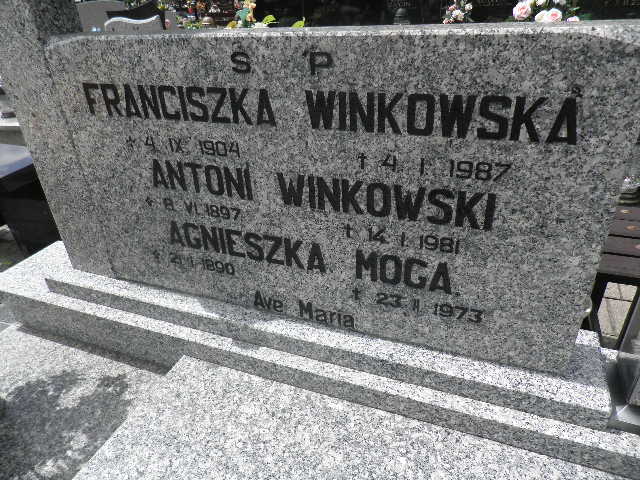 Ś P
FRANCISZKA WINKOWSKA
* 4 IX 1904 † 4 I 1987
ANTONI WINKOWSKI
* 8 VI 1897 † 14 I 1981
AGNIESZKA MOGA
* 21 I 1890 † 23 II 1973
Ave Maria